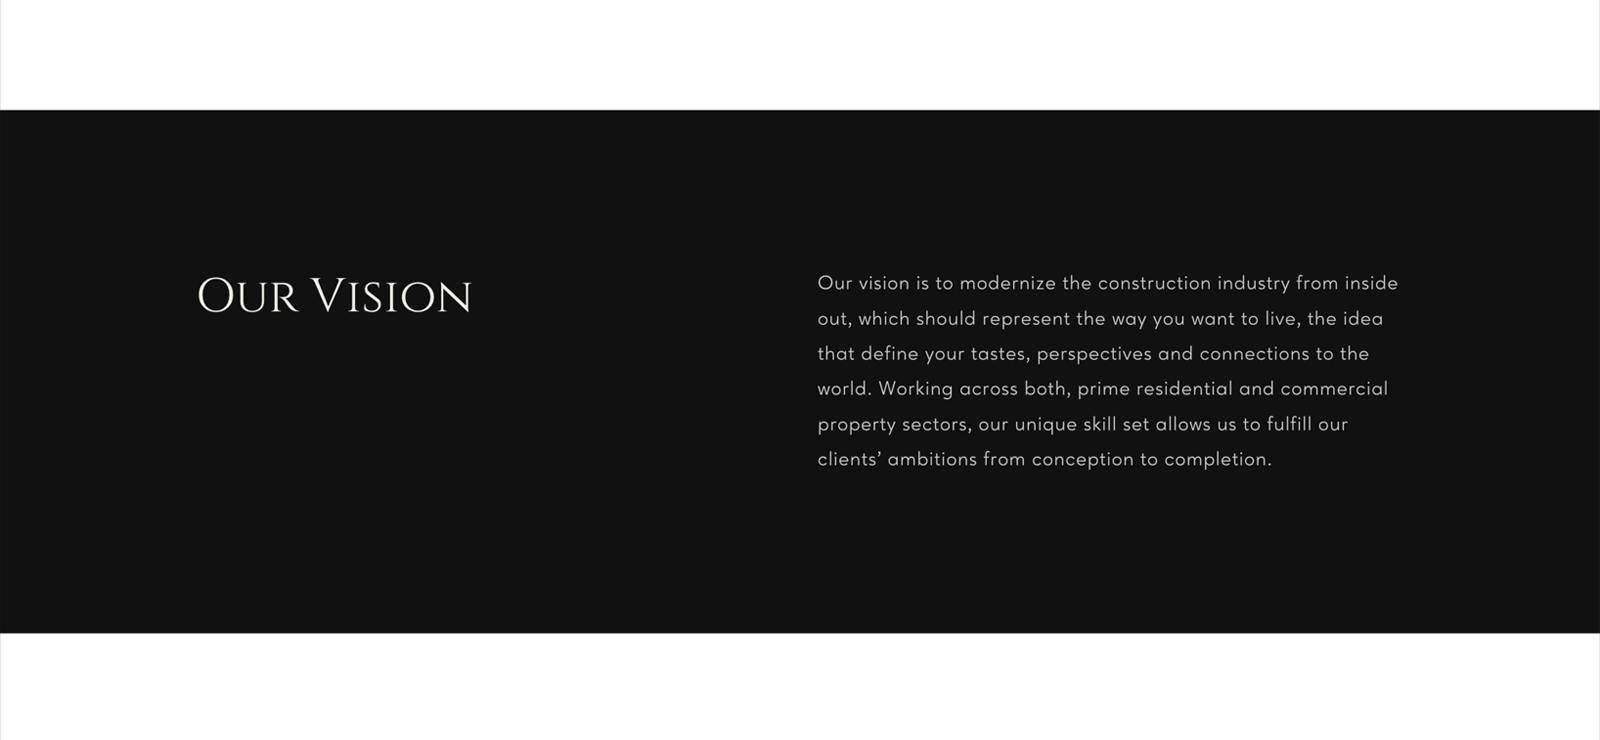 Our Vision
Our vision is to modernize the construction industry from inside
out, which should represent the way you want to live, the idea
that define your tastes, perspectives and connections to the
world. Working across both, prime residential and commercial
property sectors, our unique skill set allows us to fulfill our
clients’ ambitions from conception to completion.